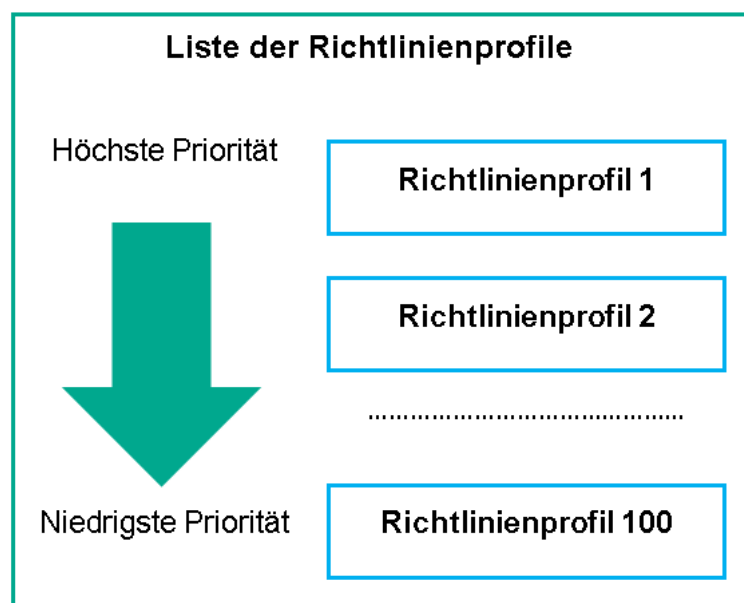 Liste der Richtlinienprofile
Höchste Priorität
Richtlinienprofil 1
Richtlinienprofil 2
................................................
Niedrigste Priorität
Richtlinienprofil 100